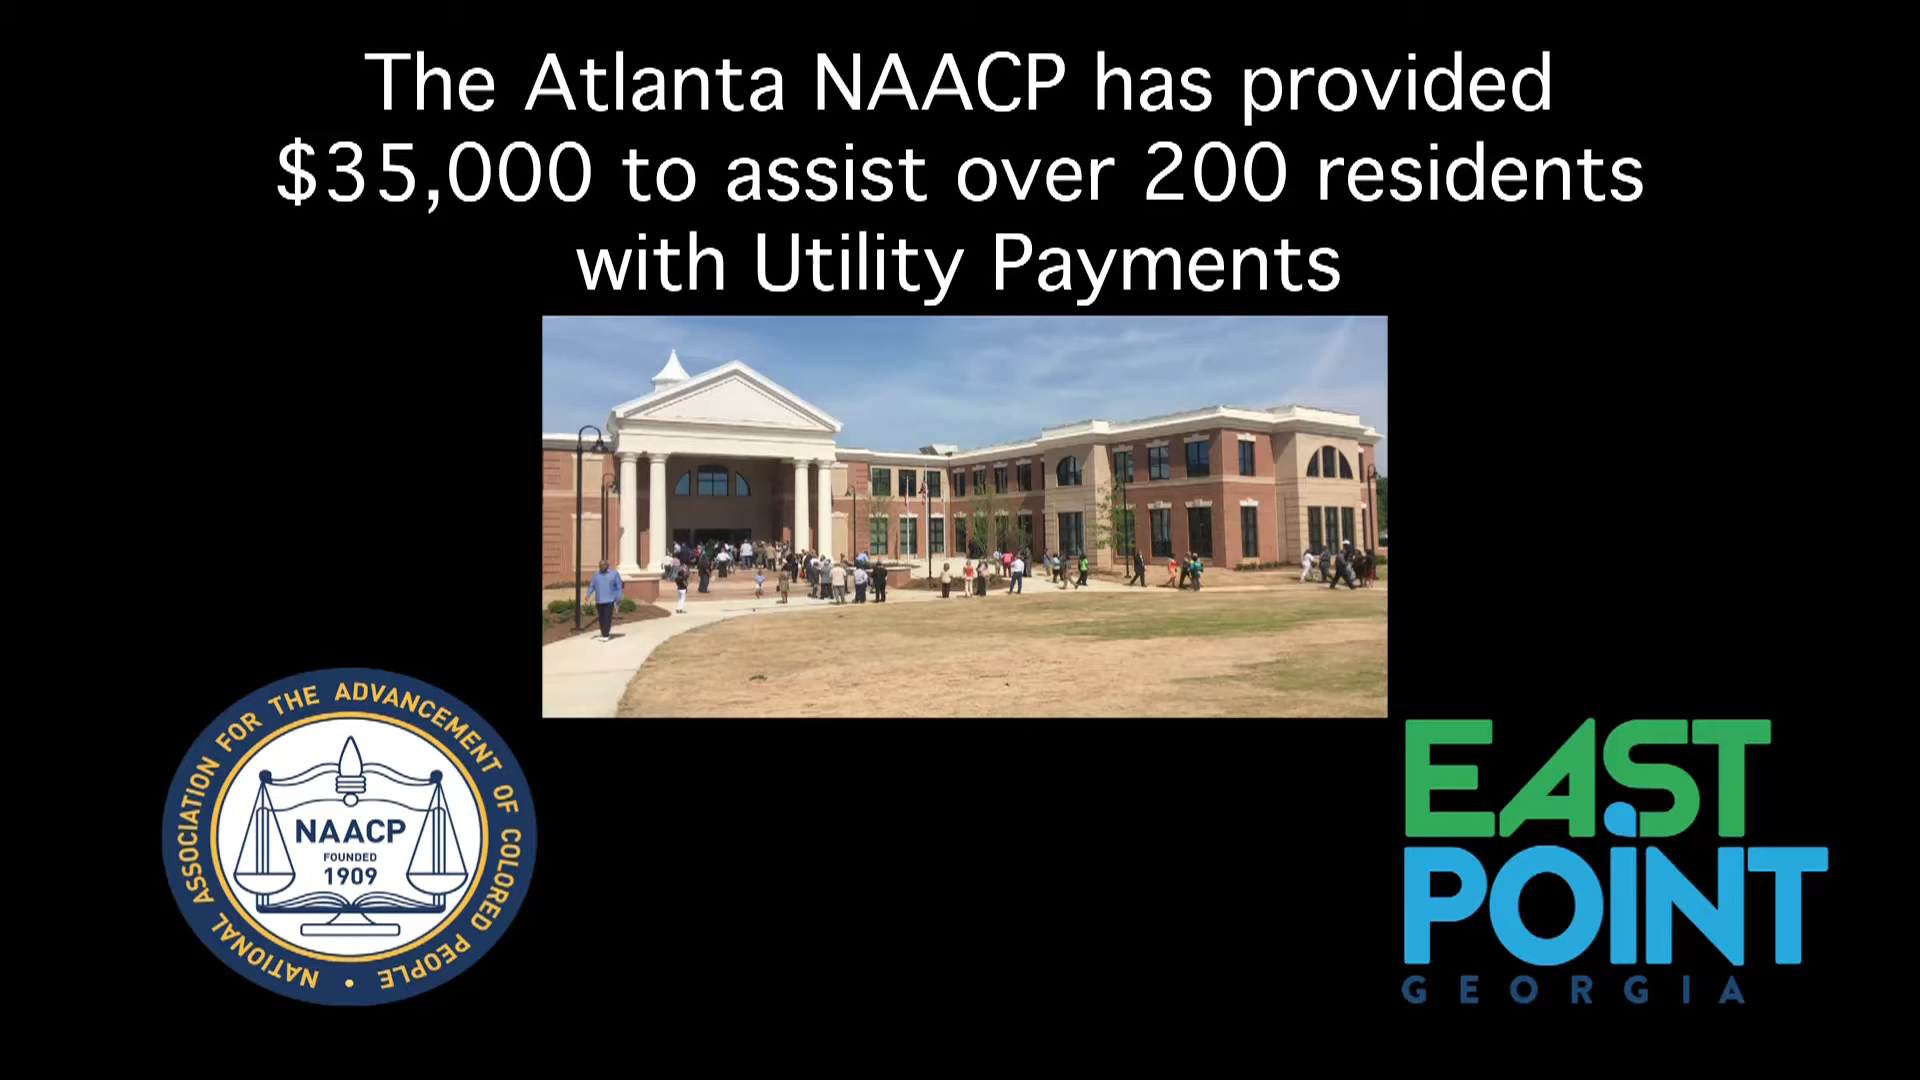 The Atlanta NAACP has provided
$35,000 to assist over 200 residents
with Utility Payments
NATIONAL ASSOCIATION FOR THE ADVANCEMENT OF COLORED PEOPLE •
NAACP
FOUNDED
1909
EAST
POiNT
GEORGIA